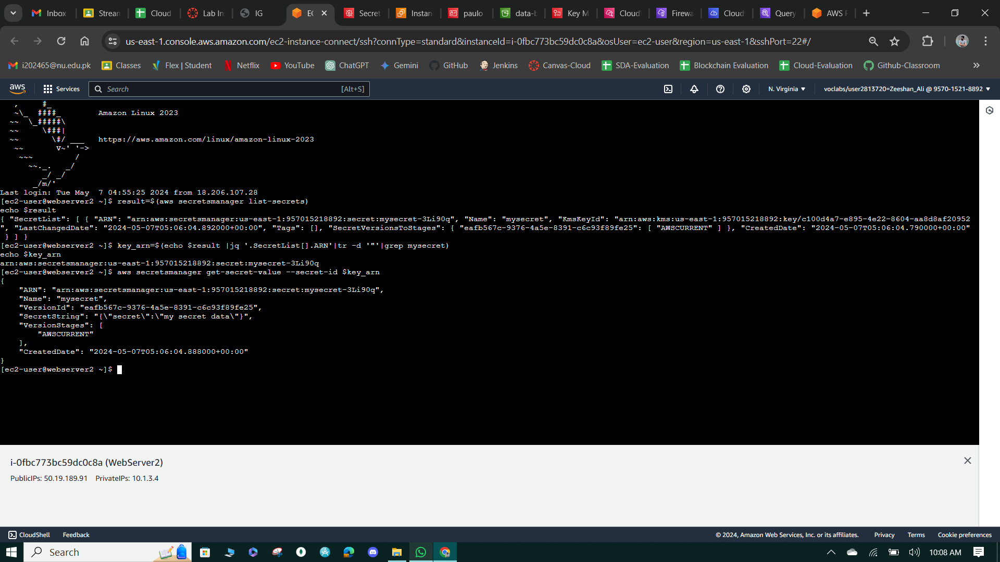 Inbox
Stream
Cloud
Lab In
IG
EC
Secret
Instan
paulo
data-b
Key M
Cloud
Firewa
Cloud
Query
AWS F
us-east-1.console.aws.amazon.com/ec2-instance-connect/ssh?connType=standard&instanceId=i-0fbc773bc59dc0c8a&osUser=ec2-user&region=us-east-1&sshPort=22#/
i202465@nu.edu.pk
Classes
Flex | Student
Netflix
YouTube
ChatGPT
Gemini
GitHub
Jenkins
Canvas-Cloud
SDA-Evaluation
Blockchain Evaluation
Cloud-Evaluation
Github-Classroom
aws
Services
Search
[Alt+S]
N. Virginia
voclabs/user2813720=Zeeshan_Ali @ 9570-1521-8892
   ,     #_
  ~\_  ####_        Amazon Linux 2023
 ~~  \_#####\
 ~~     \###|
 ~~       \#/ ___   https://aws.amazon.com/linux/amazon-linux-2023
  ~~       V~' '->
   ~~~         /
     ~~._.   _/
        _/ _/
      _/m/'
Last login: Tue May  7 04:55:25 2024 from 18.206.107.28
[ec2-user@webserver2 ~]$ result=$(aws secretsmanager list-secrets)
echo $result
{ "SecretList": [ { "ARN": "arn:aws:secretsmanager:us-east-1:957015218892:secret:mysecret-3Li90q", "Name": "mysecret", "KmsKeyId": "arn:aws:kms:us-east-1:957015218892:key/c100d4a7-e895-4e22-8604-aa8d8af20952
", "LastChangedDate": "2024-05-07T05:06:04.892000+00:00", "Tags": [], "SecretVersionsToStages": { "eafb567c-9376-4a5e-8391-c6c93f89fe25": [ "AWSCURRENT" ] }, "CreatedDate": "2024-05-07T05:06:04.790000+00:00"
 } ] }
[ec2-user@webserver2 ~]$ key_arn=$(echo $result |jq '.SecretList[].ARN'|tr -d '"'|grep mysecret)
echo $key_arn
arn:aws:secretsmanager:us-east-1:957015218892:secret:mysecret-3Li90q
[ec2-user@webserver2 ~]$ aws secretsmanager get-secret-value --secret-id $key_arn
{
    "ARN": "arn:aws:secretsmanager:us-east-1:957015218892:secret:mysecret-3Li90q",
    "Name": "mysecret",
    "VersionId": "eafb567c-9376-4a5e-8391-c6c93f89fe25",
    "SecretString": "{\"secret\":\"my secret data\"}",
    "VersionStages": [
        "AWSCURRENT"
    ],
    "CreatedDate": "2024-05-07T05:06:04.888000+00:00"
}
[ec2-user@webserver2 ~]$
i-0fbc773bc59dc0c8a (WebServer2)
PublicIPs: 50.19.189.91 PrivateIPs: 10.1.3.4
CloudShell
Feedback
© 2024, Amazon Web Services, Inc. or its affiliates.
Privacy
Terms
Cookie preferences
Search
10:08 AM